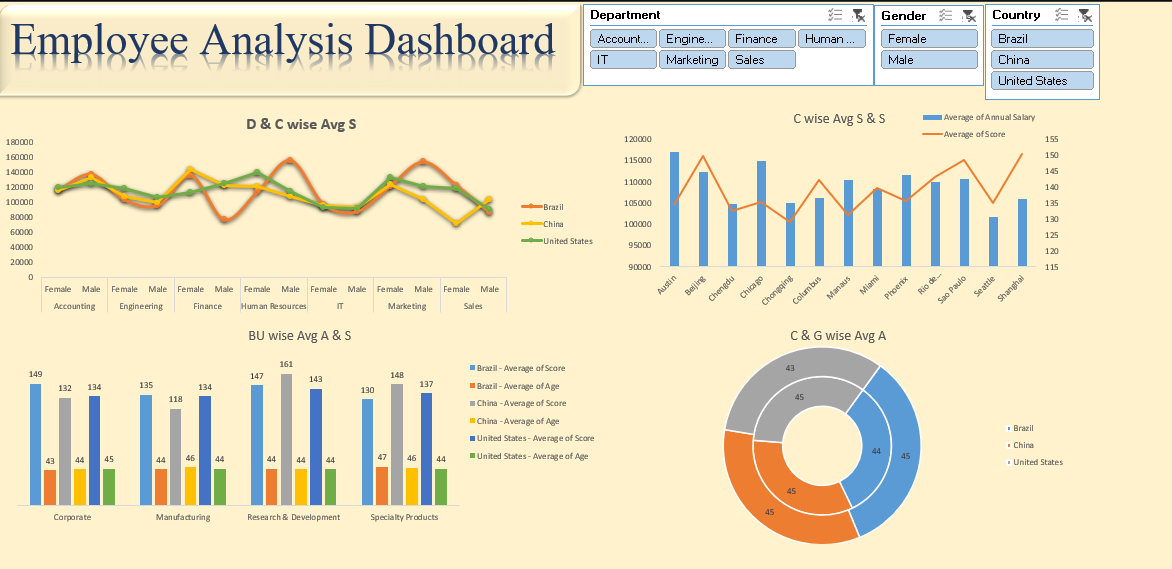 Employee Analysis Dashboard
Department
Account... Engine... Finance Human ...
IT Marketing Sales
Gender
Female
Male
Country
Brazil
China
United States
D & C wise Avg S
180000
160000
140000
120000
100000
80000
60000
40000
20000
0
Female Male Female Male Female Male Female Male Female Male Female Male Female Male
Accounting Engineering Finance Human Resources IT Marketing Sales
Brazil
China
United States
C wise Avg S & S
Average of Annual Salary
Average of Score
120000
115000
110000
105000
100000
95000
90000
155
150
145
140
135
130
125
120
115
Austin Beijing Chengdu Chicago Chongqing Columbus Manaus Miami Phoenix Rio de... Sao Paulo Seattle Shanghai
BU wise Avg A & S
149 43 132 44 134 45
135 44 118 46 134 44
147 44 161 44 143 44
130 47 148 46 137 44
Corporate Manufacturing Research & Development Specialty Products
Brazil - Average of Score
Brazil - Average of Age
China - Average of Score
China - Average of Age
United States - Average of Score
United States - Average of Age
C & G wise Avg A
43
45
44 45
45
45
Brazil
China
United States